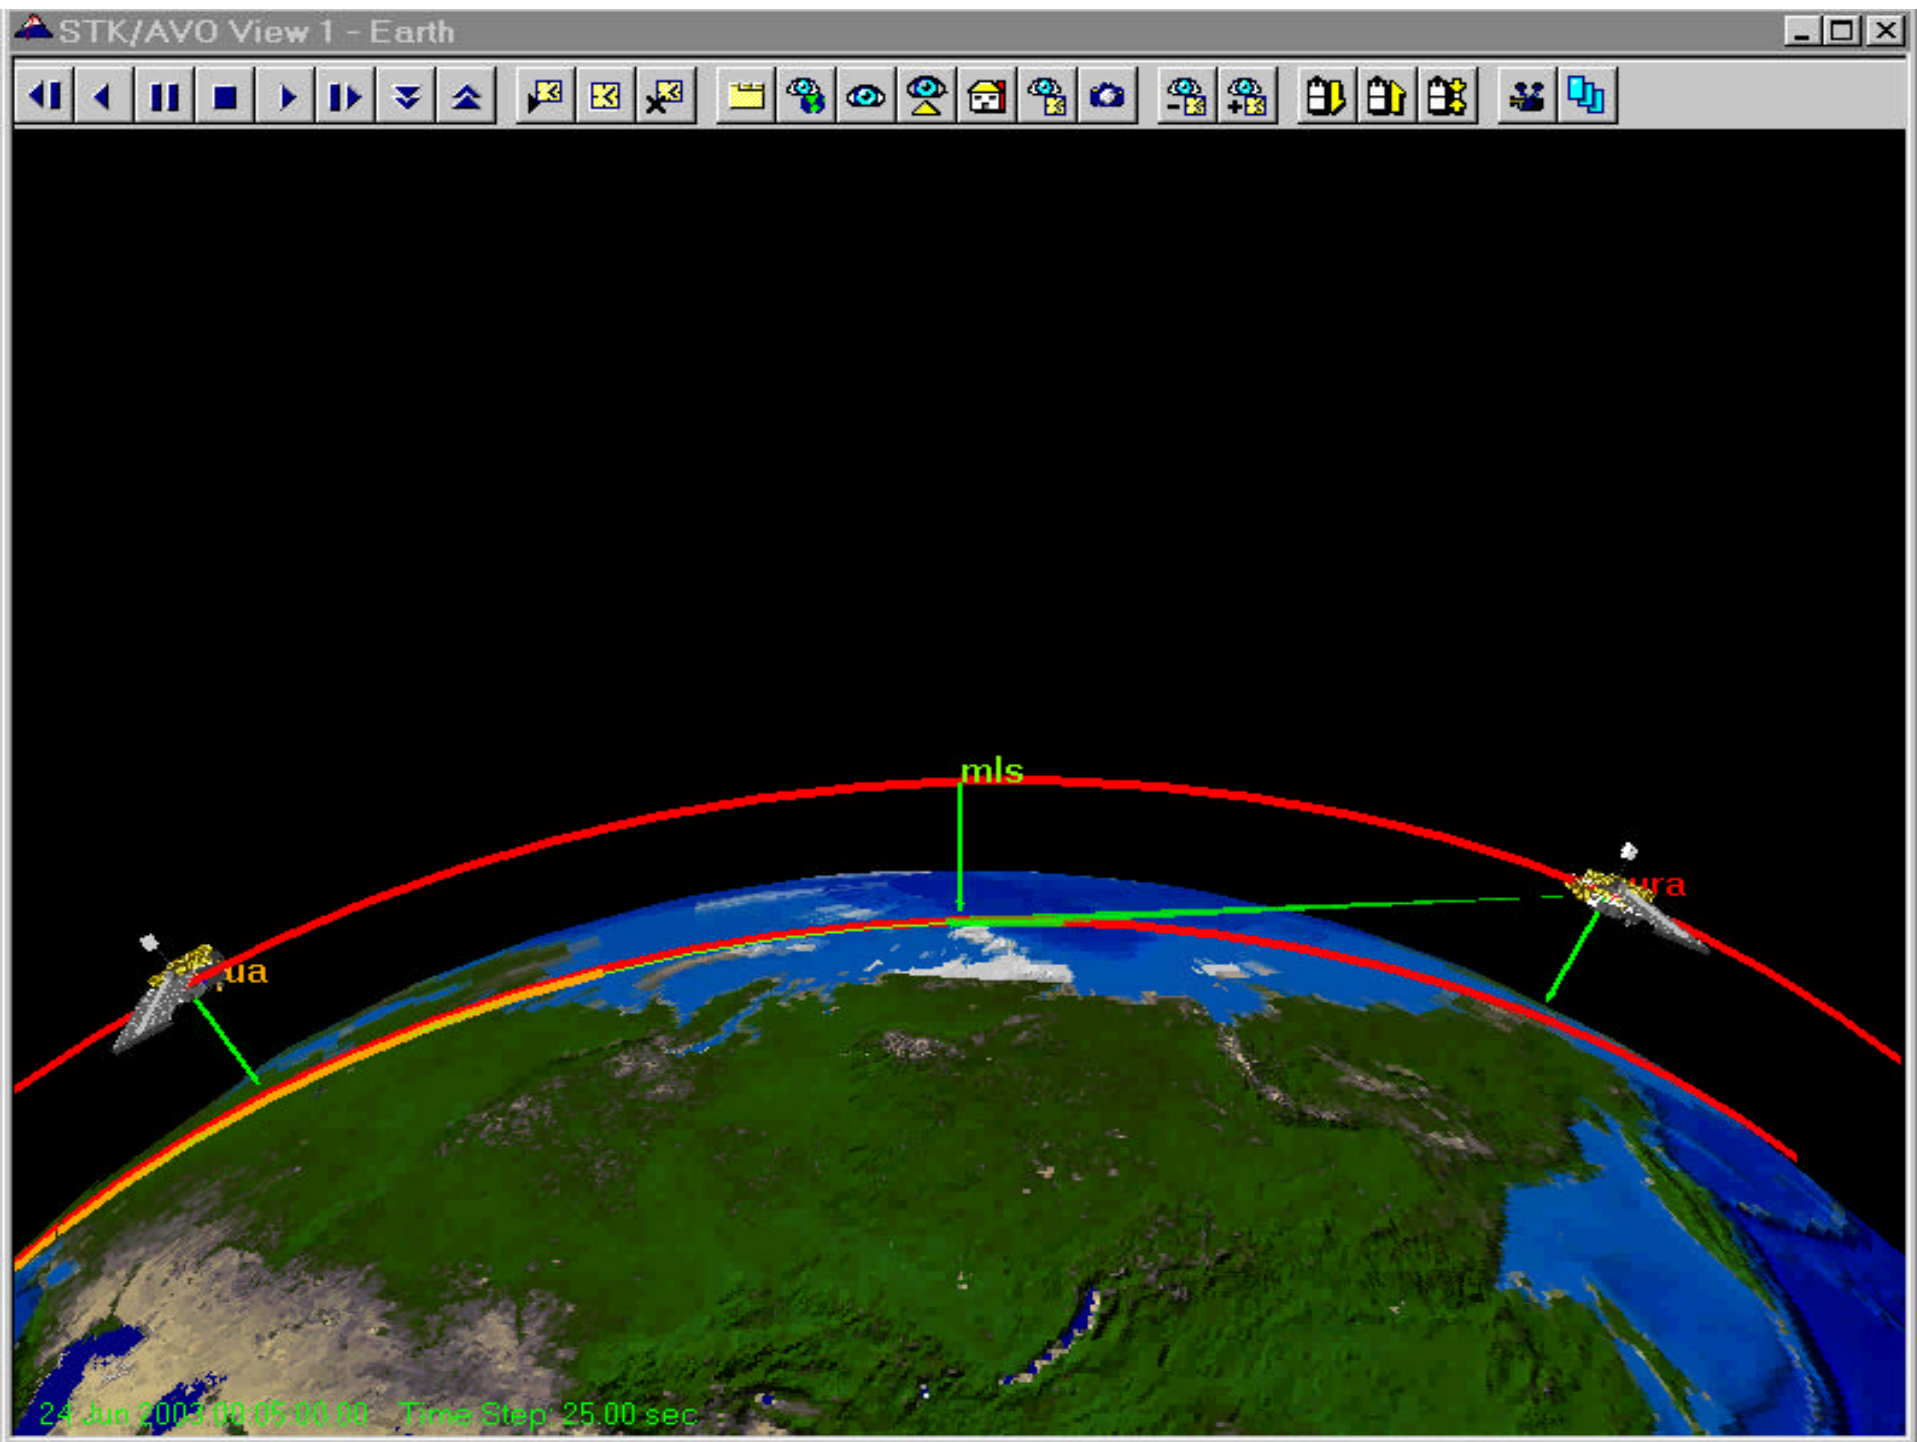 STK/AVO View 1 - Earth
mls
ura
ua
24 Jun 2003 00:05:00.00 Time Step: 25.00 sec